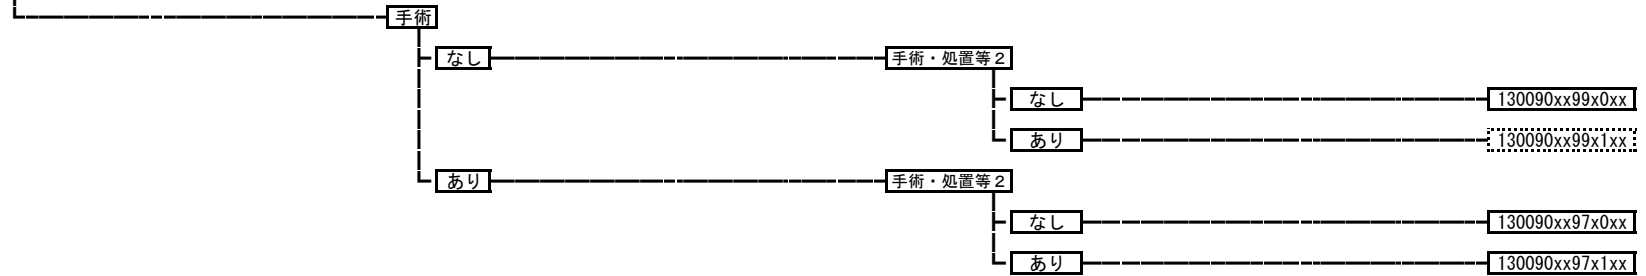 手術
なし 手術・処置等２
なし 130090xx99x0xx
あり 130090xx99x1xx
あり 手術・処置等２
なし 130090xx97x0xx
あり 130090xx97x1xx